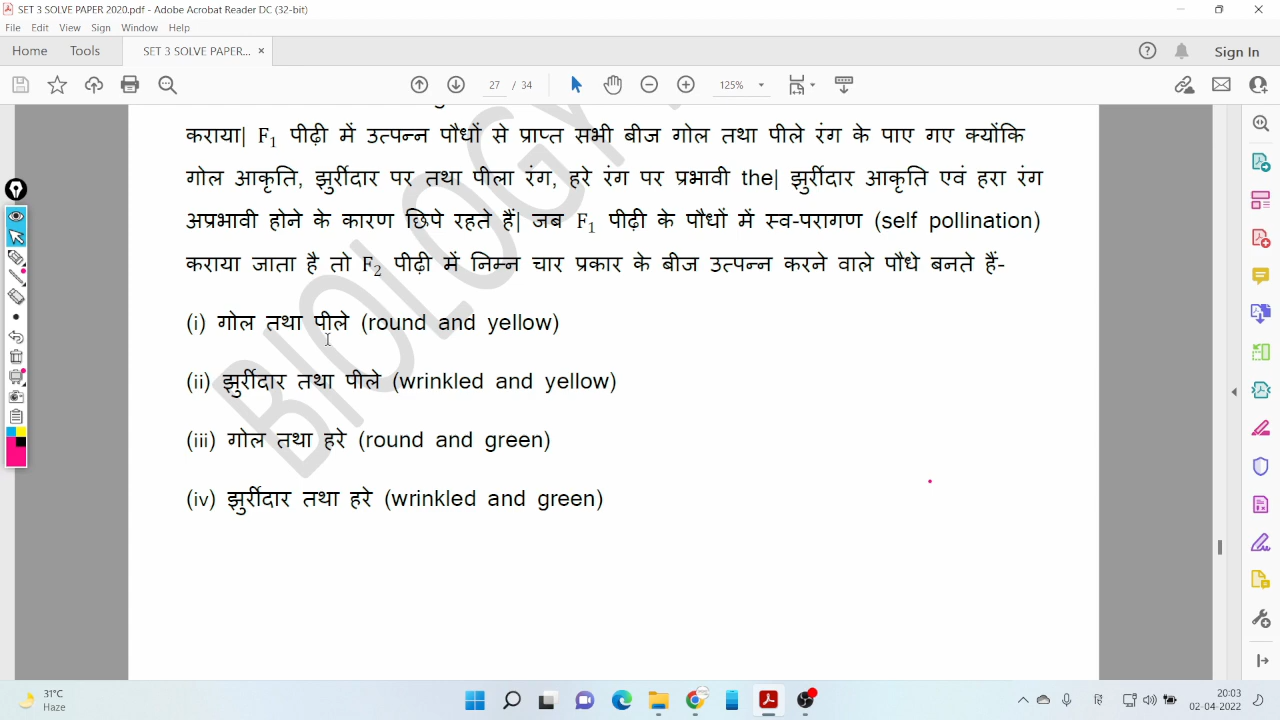 SET 3 SOLVE PAPER 2020.pdf - Adobe Acrobat Reader DC (32-bit)
File Edit View Sign Window Help
Home Tools SET 3 SOLVE PAPER... × Sign In
27 / 34 125%
कराया| F1 पीढ़ी में उत्पन्न पौधों से प्राप्त सभी बीज गोल तथा पीले रंग के पाए गए क्योंकि
गोल आकृति, झुर्रीदार पर तथा पीला रंग, हरे रंग पर प्रभावी the| झुर्रीदार आकृति एवं हरा रंग
अप्रभावी होने के कारण छिपे रहते हैं| जब F1 पीढ़ी के पौधों में स्व-परागण (self pollination)
कराया जाता है तो F2 पीढ़ी में निम्न चार प्रकार के बीज उत्पन्न करने वाले पौधे बनते हैं-
(i) गोल तथा पीले (round and yellow)
(ii) झुर्रीदार तथा पीले (wrinkled and yellow)
(iii) गोल तथा हरे (round and green)
(iv) झुर्रीदार तथा हरे (wrinkled and green)
BIOLOGY
31°C
Haze
20:03
02-04-2022